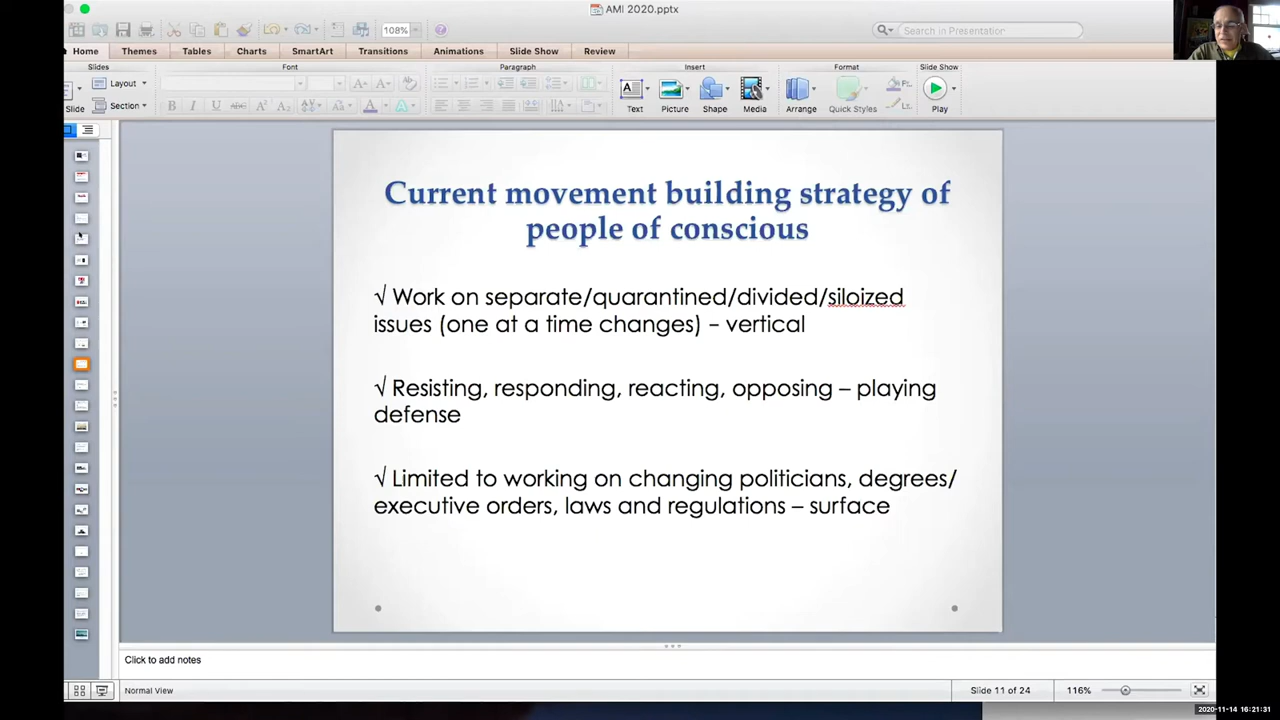 AMI 2020.pptx
108%
Search in Presentation
Home Themes Tables Charts SmartArt Transitions Animations Slide Show Review
Slides Font Paragraph Insert Format Slide Show
Layout
Section
Slide
Text Picture Shape Media Arrange Quick Styles Play
Current movement building strategy of
people of conscious
√ Work on separate/quarantined/divided/siloized
issues (one at a time changes) – vertical
√ Resisting, responding, reacting, opposing – playing
defense
√ Limited to working on changing politicians, degrees/
executive orders, laws and regulations – surface
Click to add notes
Normal View Slide 11 of 24 116%
2020-11-14 16:21:31